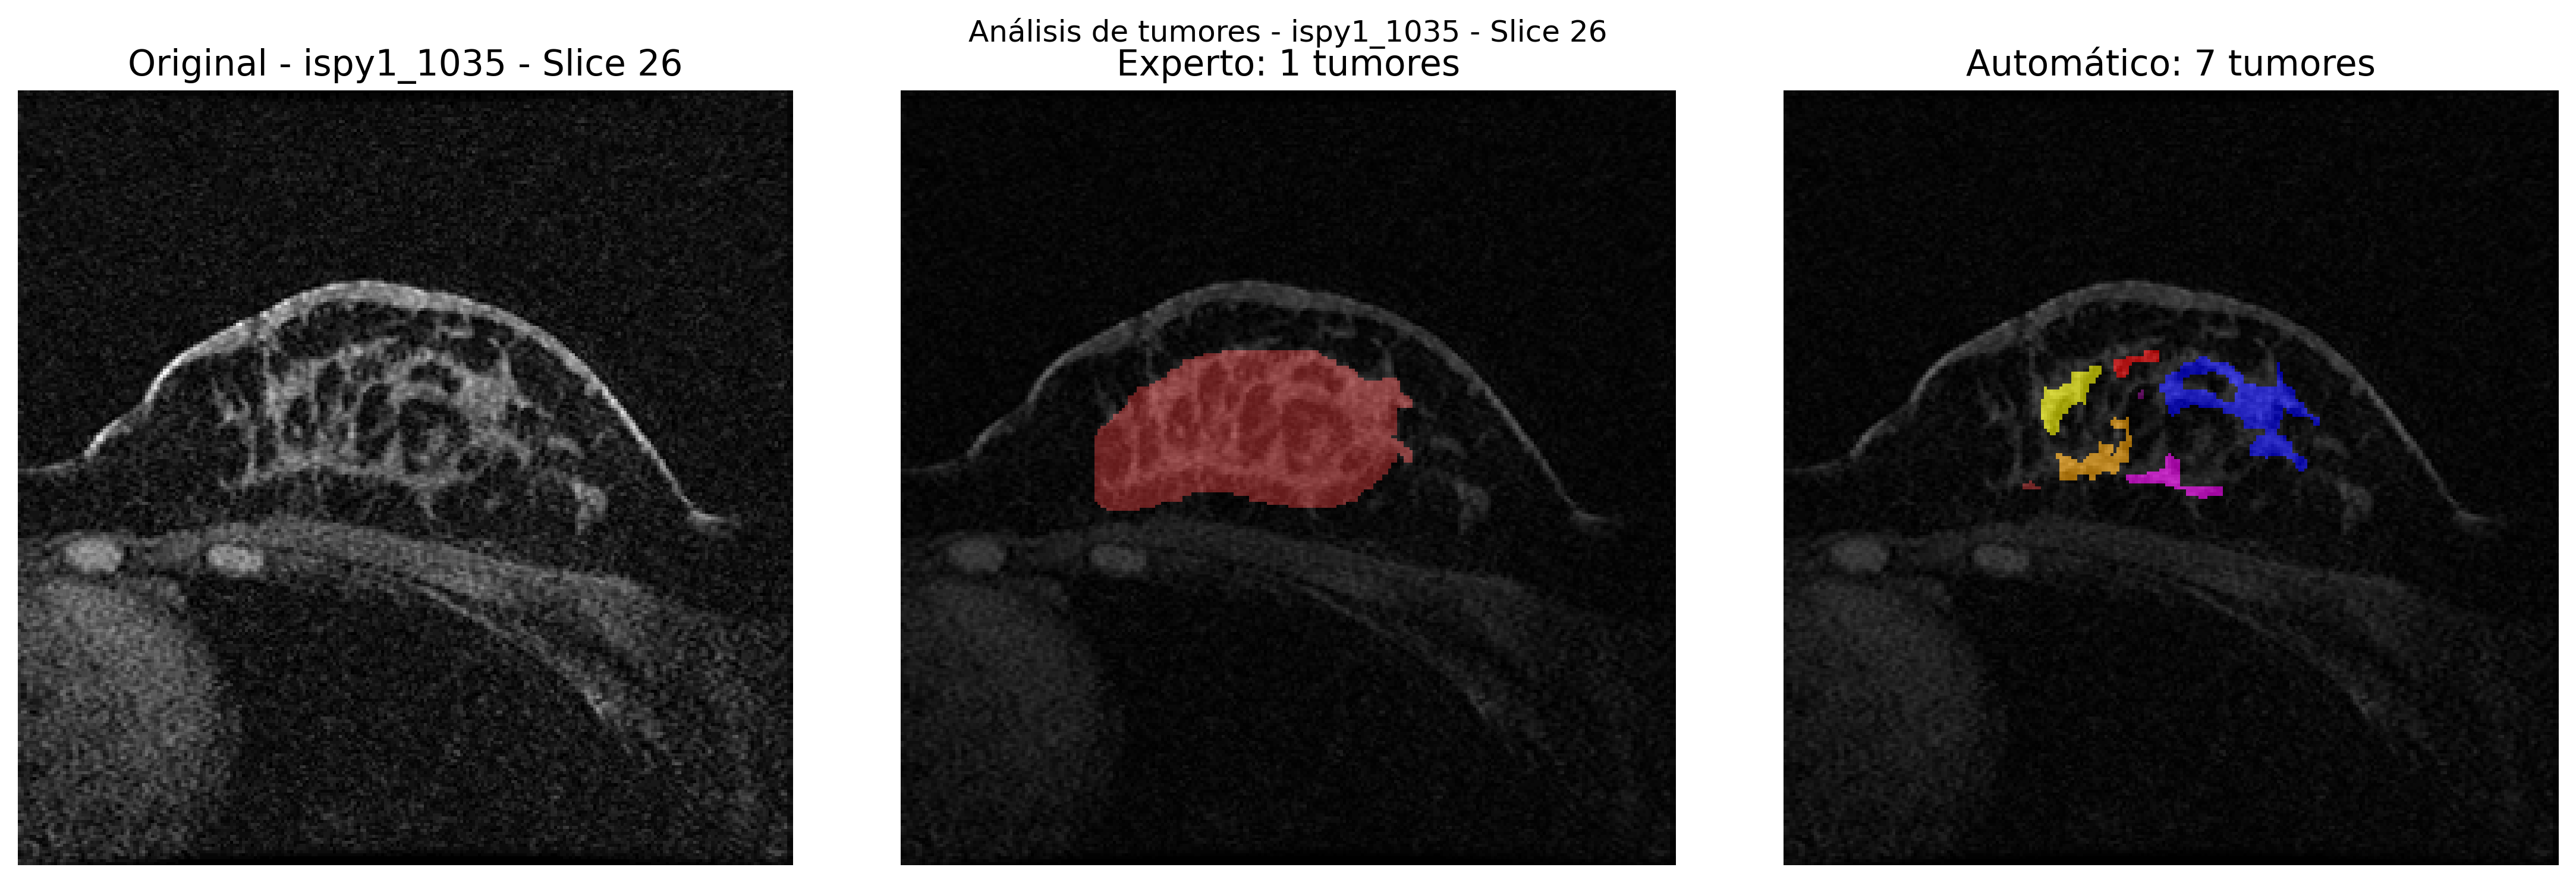 Análisis de tumores - ispy1_1035 - Slice 26
Original - ispy1_1035 - Slice 26
Experto: 1 tumores
Automático: 7 tumores